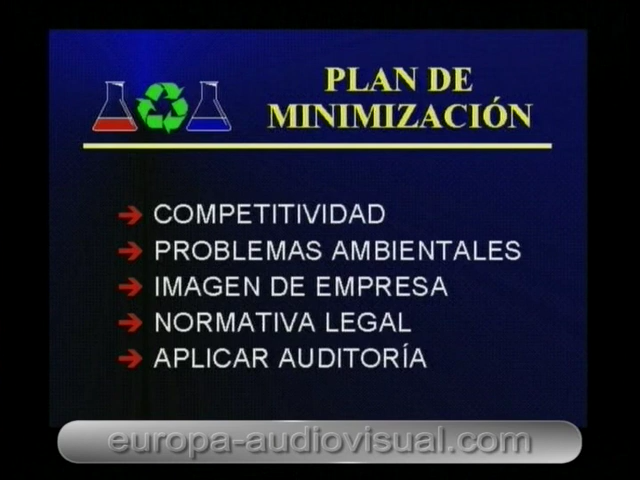 PLAN DE
MINIMIZACIÓN
COMPETITIVIDAD
PROBLEMAS AMBIENTALES
IMAGEN DE EMPRESA
NORMATIVA LEGAL
APLICAR AUDITORÍA
europa-audiovisual.com